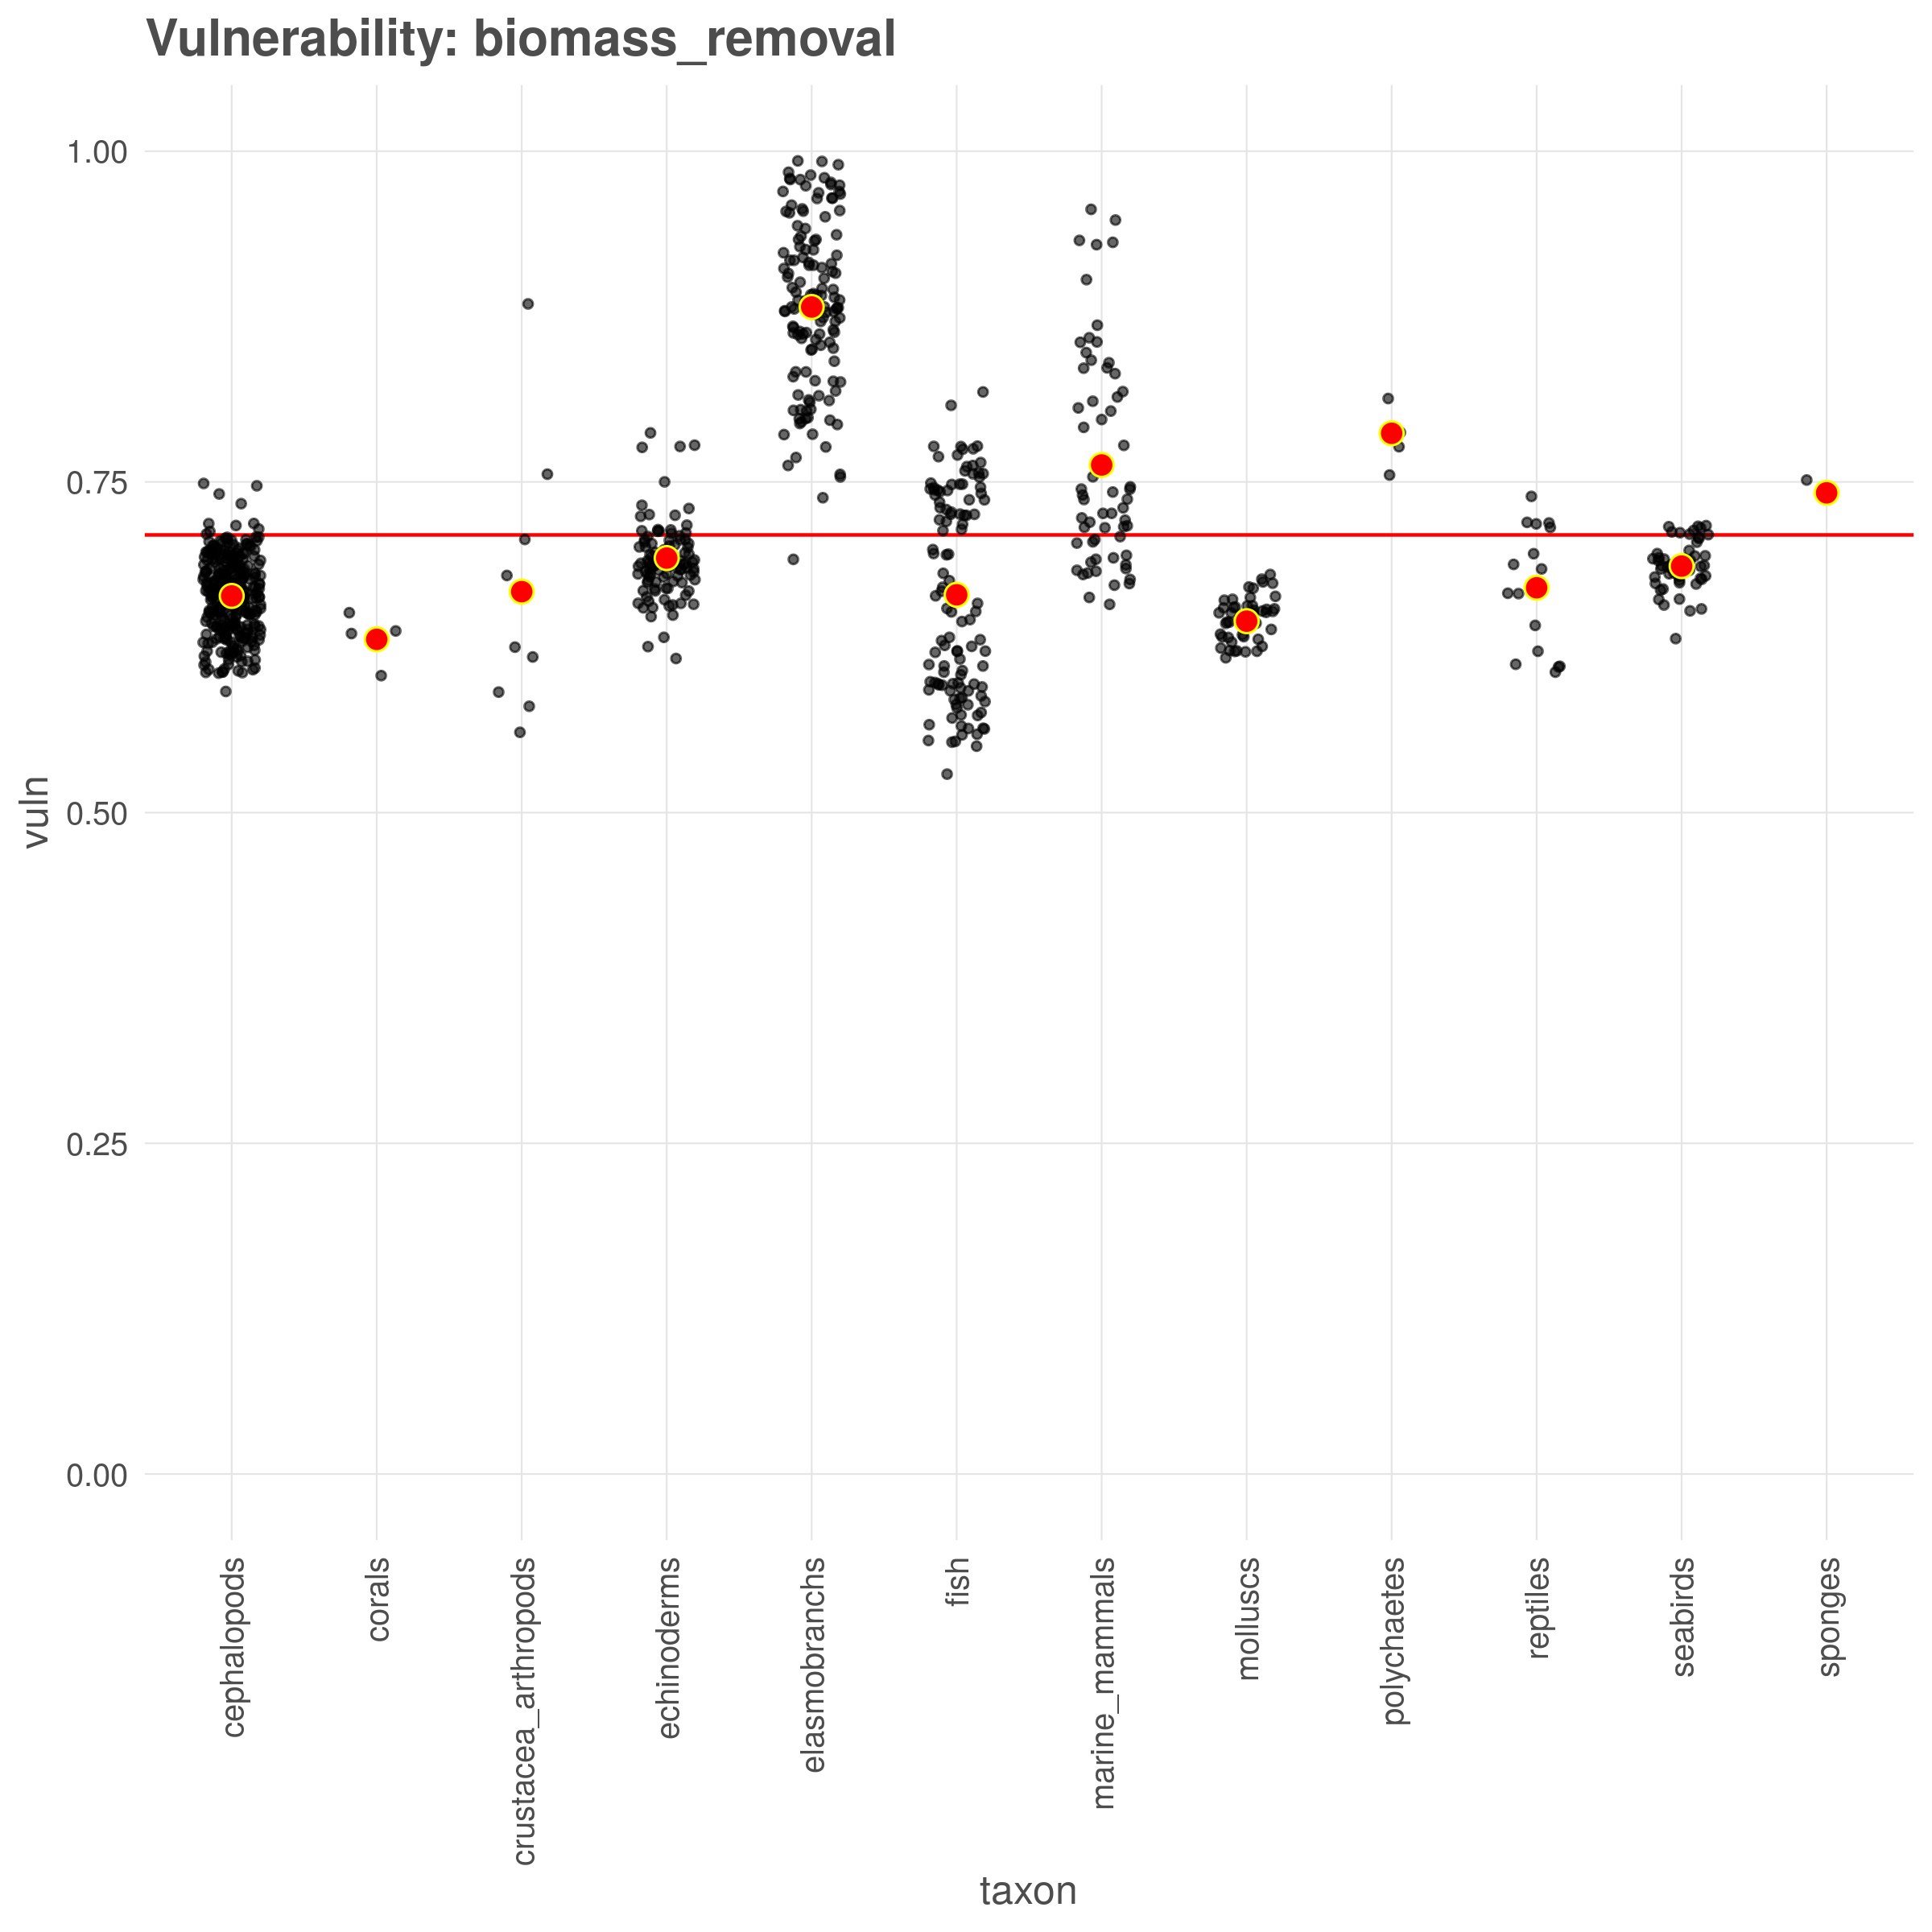 Vulnerability: biomass_removal
1.00
0.75
0.50
0.25
0.00
vuln
cephalopods
corals
crustacea_arthropods
echinoderms
elasmobranchs
fish
marine_mammals
molluscs
polychaetes
reptiles
seabirds
sponges
taxon